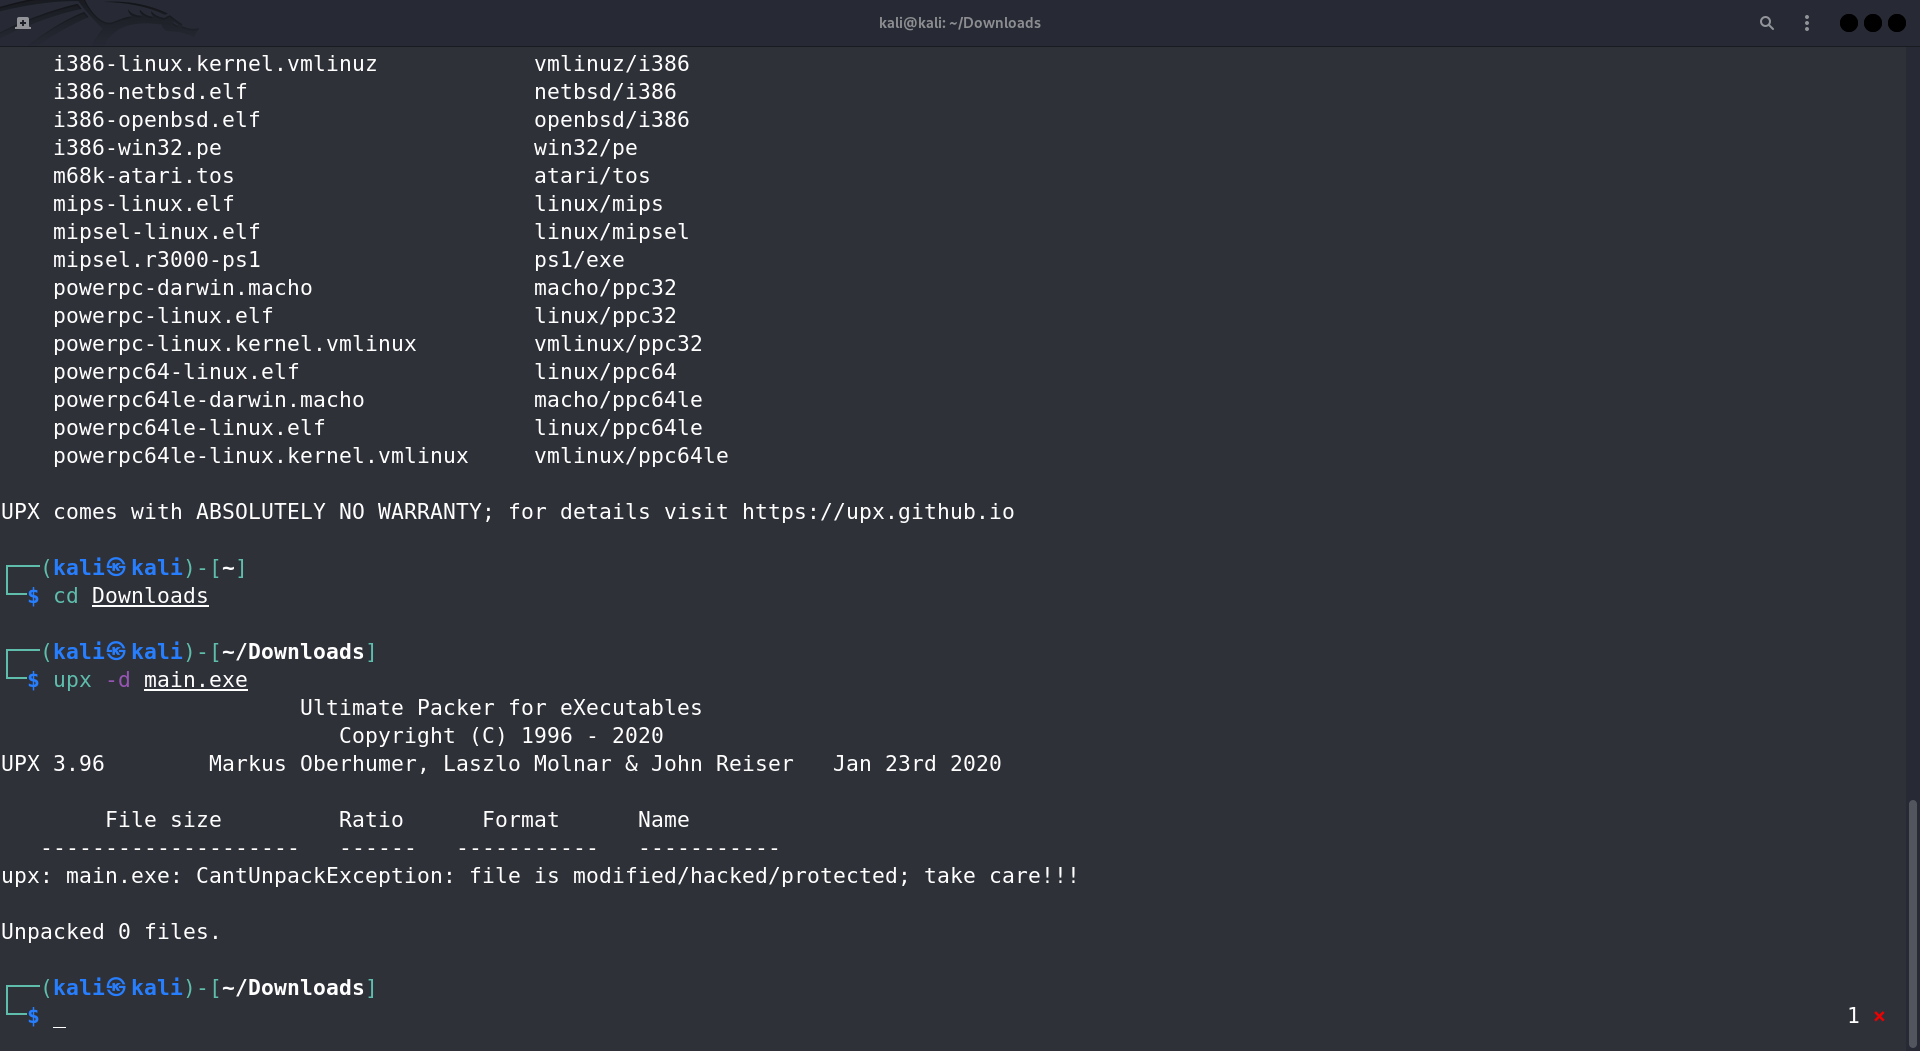 kali@kali: ~/Downloads
i386-linux.kernel.vmlinuz vmlinuz/i386
i386-netbsd.elf netbsd/i386
i386-openbsd.elf openbsd/i386
i386-win32.pe win32/pe
m68k-atari.tos atari/tos
mips-linux.elf linux/mips
mipsel-linux.elf linux/mipsel
mipsel.r3000-ps1 ps1/exe
powerpc-darwin.macho macho/ppc32
powerpc-linux.elf linux/ppc32
powerpc-linux.kernel.vmlinux vmlinux/ppc32
powerpc64-linux.elf linux/ppc64
powerpc64le-darwin.macho macho/ppc64le
powerpc64le-linux.elf linux/ppc64le
powerpc64le-linux.kernel.vmlinux vmlinux/ppc64le
UPX comes with ABSOLUTELY NO WARRANTY; for details visit https://upx.github.io
┌──(kali㉿kali)-[~]
└─$ cd Downloads
┌──(kali㉿kali)-[~/Downloads]
└─$ upx -d main.exe
Ultimate Packer for eXecutables
Copyright (C) 1996 - 2020
UPX 3.96 Markus Oberhumer, Laszlo Molnar & John Reiser Jan 23rd 2020
File size Ratio Format Name
-------------------- ------ ----------- -----------
upx: main.exe: CantUnpackException: file is modified/hacked/protected; take care!!!
Unpacked 0 files.
┌──(kali㉿kali)-[~/Downloads]
└─$ _ 1 ⨯